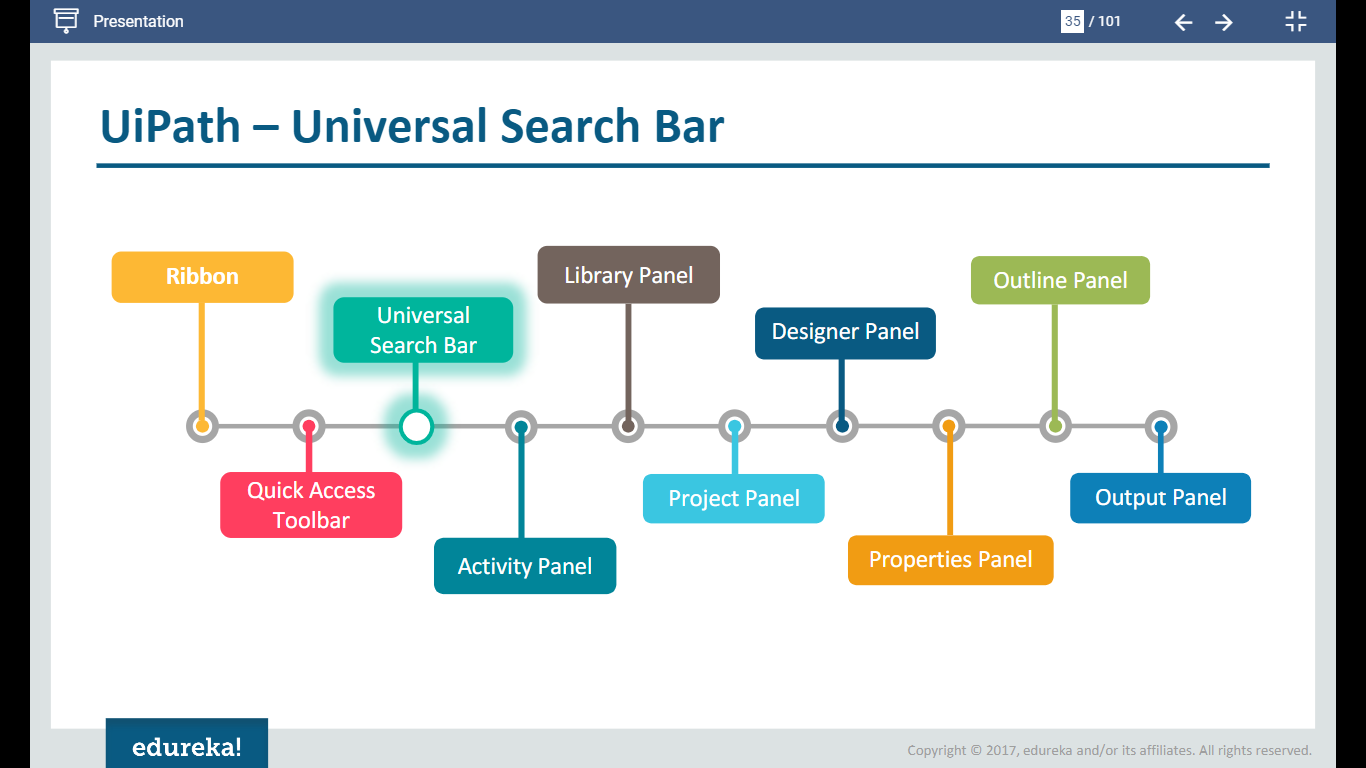 Presentation
35 / 101
UiPath – Universal Search Bar
Ribbon
Quick Access
Toolbar
Universal
Search Bar
Activity Panel
Library Panel
Project Panel
Designer Panel
Properties Panel
Outline Panel
Output Panel
edureka!
Copyright © 2017, edureka and/or its affiliates. All rights reserved.